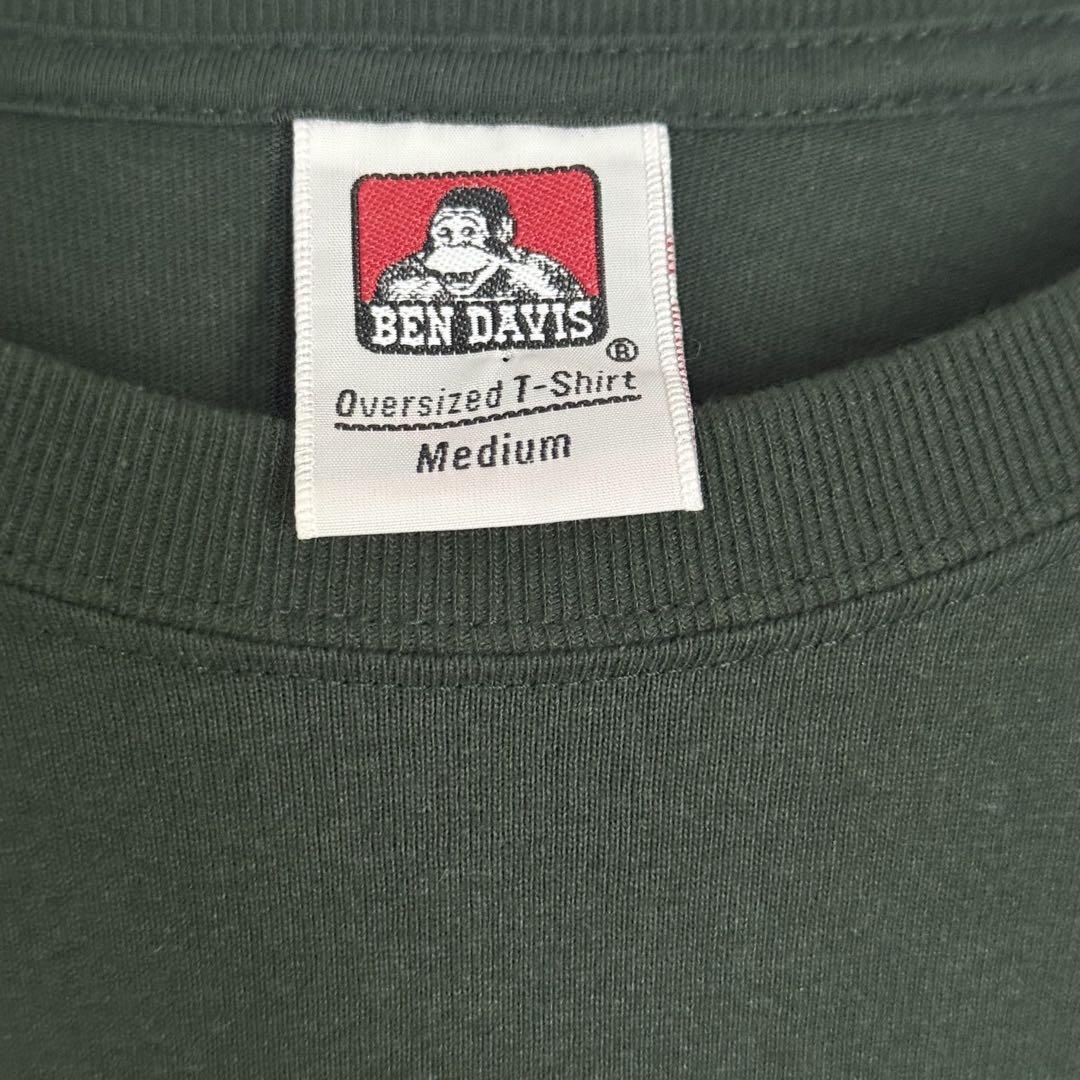 BEN DAVIS
®
Oversized T-Shirt
Medium